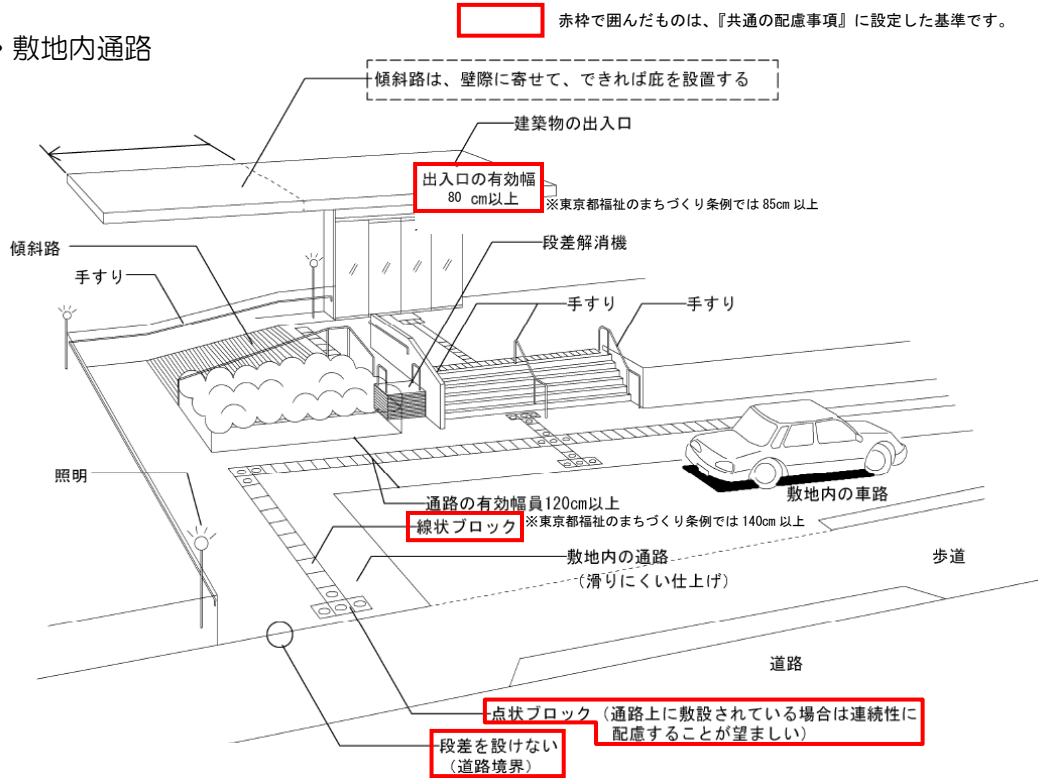 赤枠で囲んだものは、『共通の配慮事項』に設定した基準です。
・敷地内通路
傾斜路は、壁際に寄せて、できれば庇を設置する
建築物の出入口
出入口の有効幅
80 cm以上
※東京都福祉のまちづくり条例では 85cm 以上
段差解消機
傾斜路
手すり
手すり
手すり
照明
敷地内の車路
通路の有効幅員120cm以上
線状ブロック
※東京都福祉のまちづくり条例では 140cm 以上
敷地内の通路
(滑りにくい仕上げ)
歩道
道路
点状ブロック(通路上に敷設されている場合は連続性に
配慮することが望ましい)
段差を設けない
(道路境界)